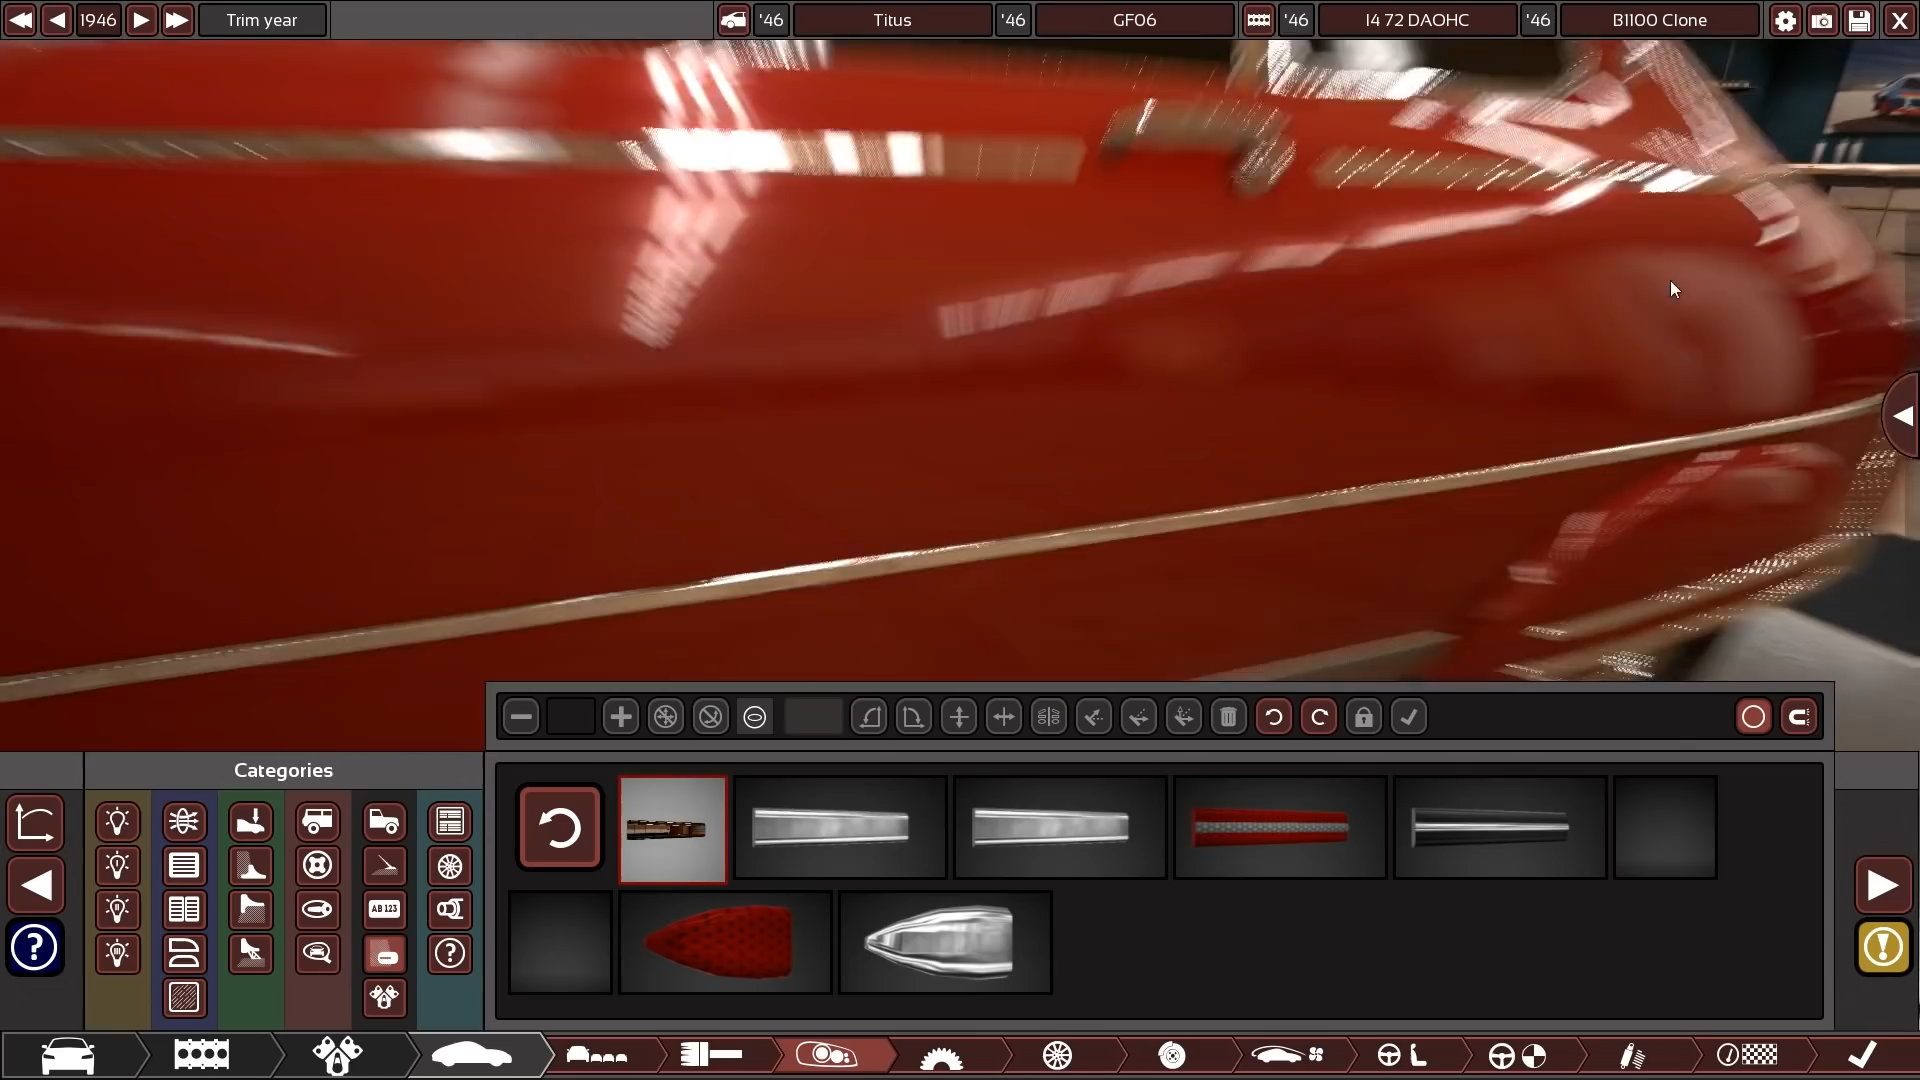 1946 Trim year '46 Titus '46 GF06 '46 I4 72 DAOHC '46 B1100 Clone X
Categories
AB 123
?
?
!